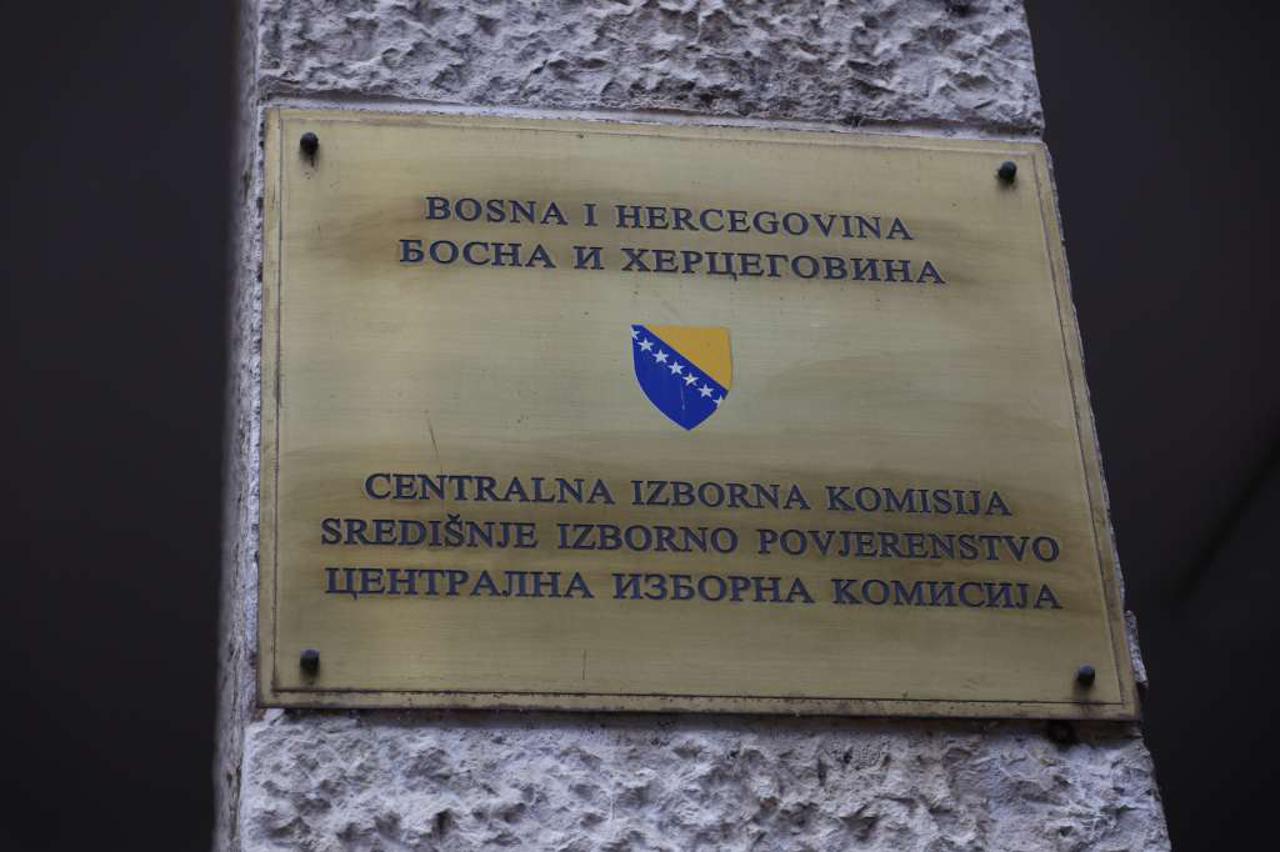 BOSNA I HERCEGOVINA
БОСНА И ХЕРЦЕГОВИНА
CENTRALNA IZBORNA KOMISIJA
SREDIŠNJE IZBORNO POVJERENSTVO
ЦЕНТРАЛНА ИЗБОРНА КОМИСИЈА